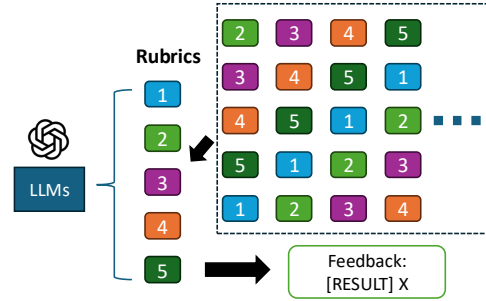 2 3 4 5
Rubrics
3 4 5 1
1
4 5 1 2
2
LLMs
3
5 1 2 3
4
1 2 3 4
5
Feedback:
[RESULT] X